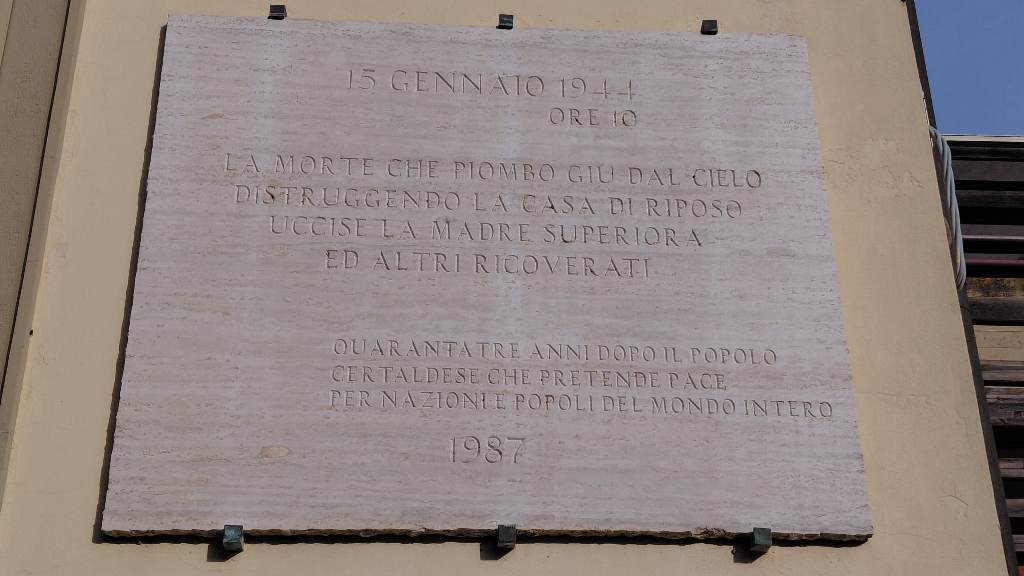 15 GENNAIO 1944
ORE 10
LA MORTE CHE PIOMBO GIU DAL CIELO
DISTRUGGENDO LA CASA DI RIPOSO
UCCISE LA MADRE SUPERIORA
ED ALTRI RICOVERATI
QUARANTATRE ANNI DOPO IL POPOLO
CERTALDESE CHE PRETENDE PACE
PER NAZIONI E POPOLI DEL MONDO INTERO
1987